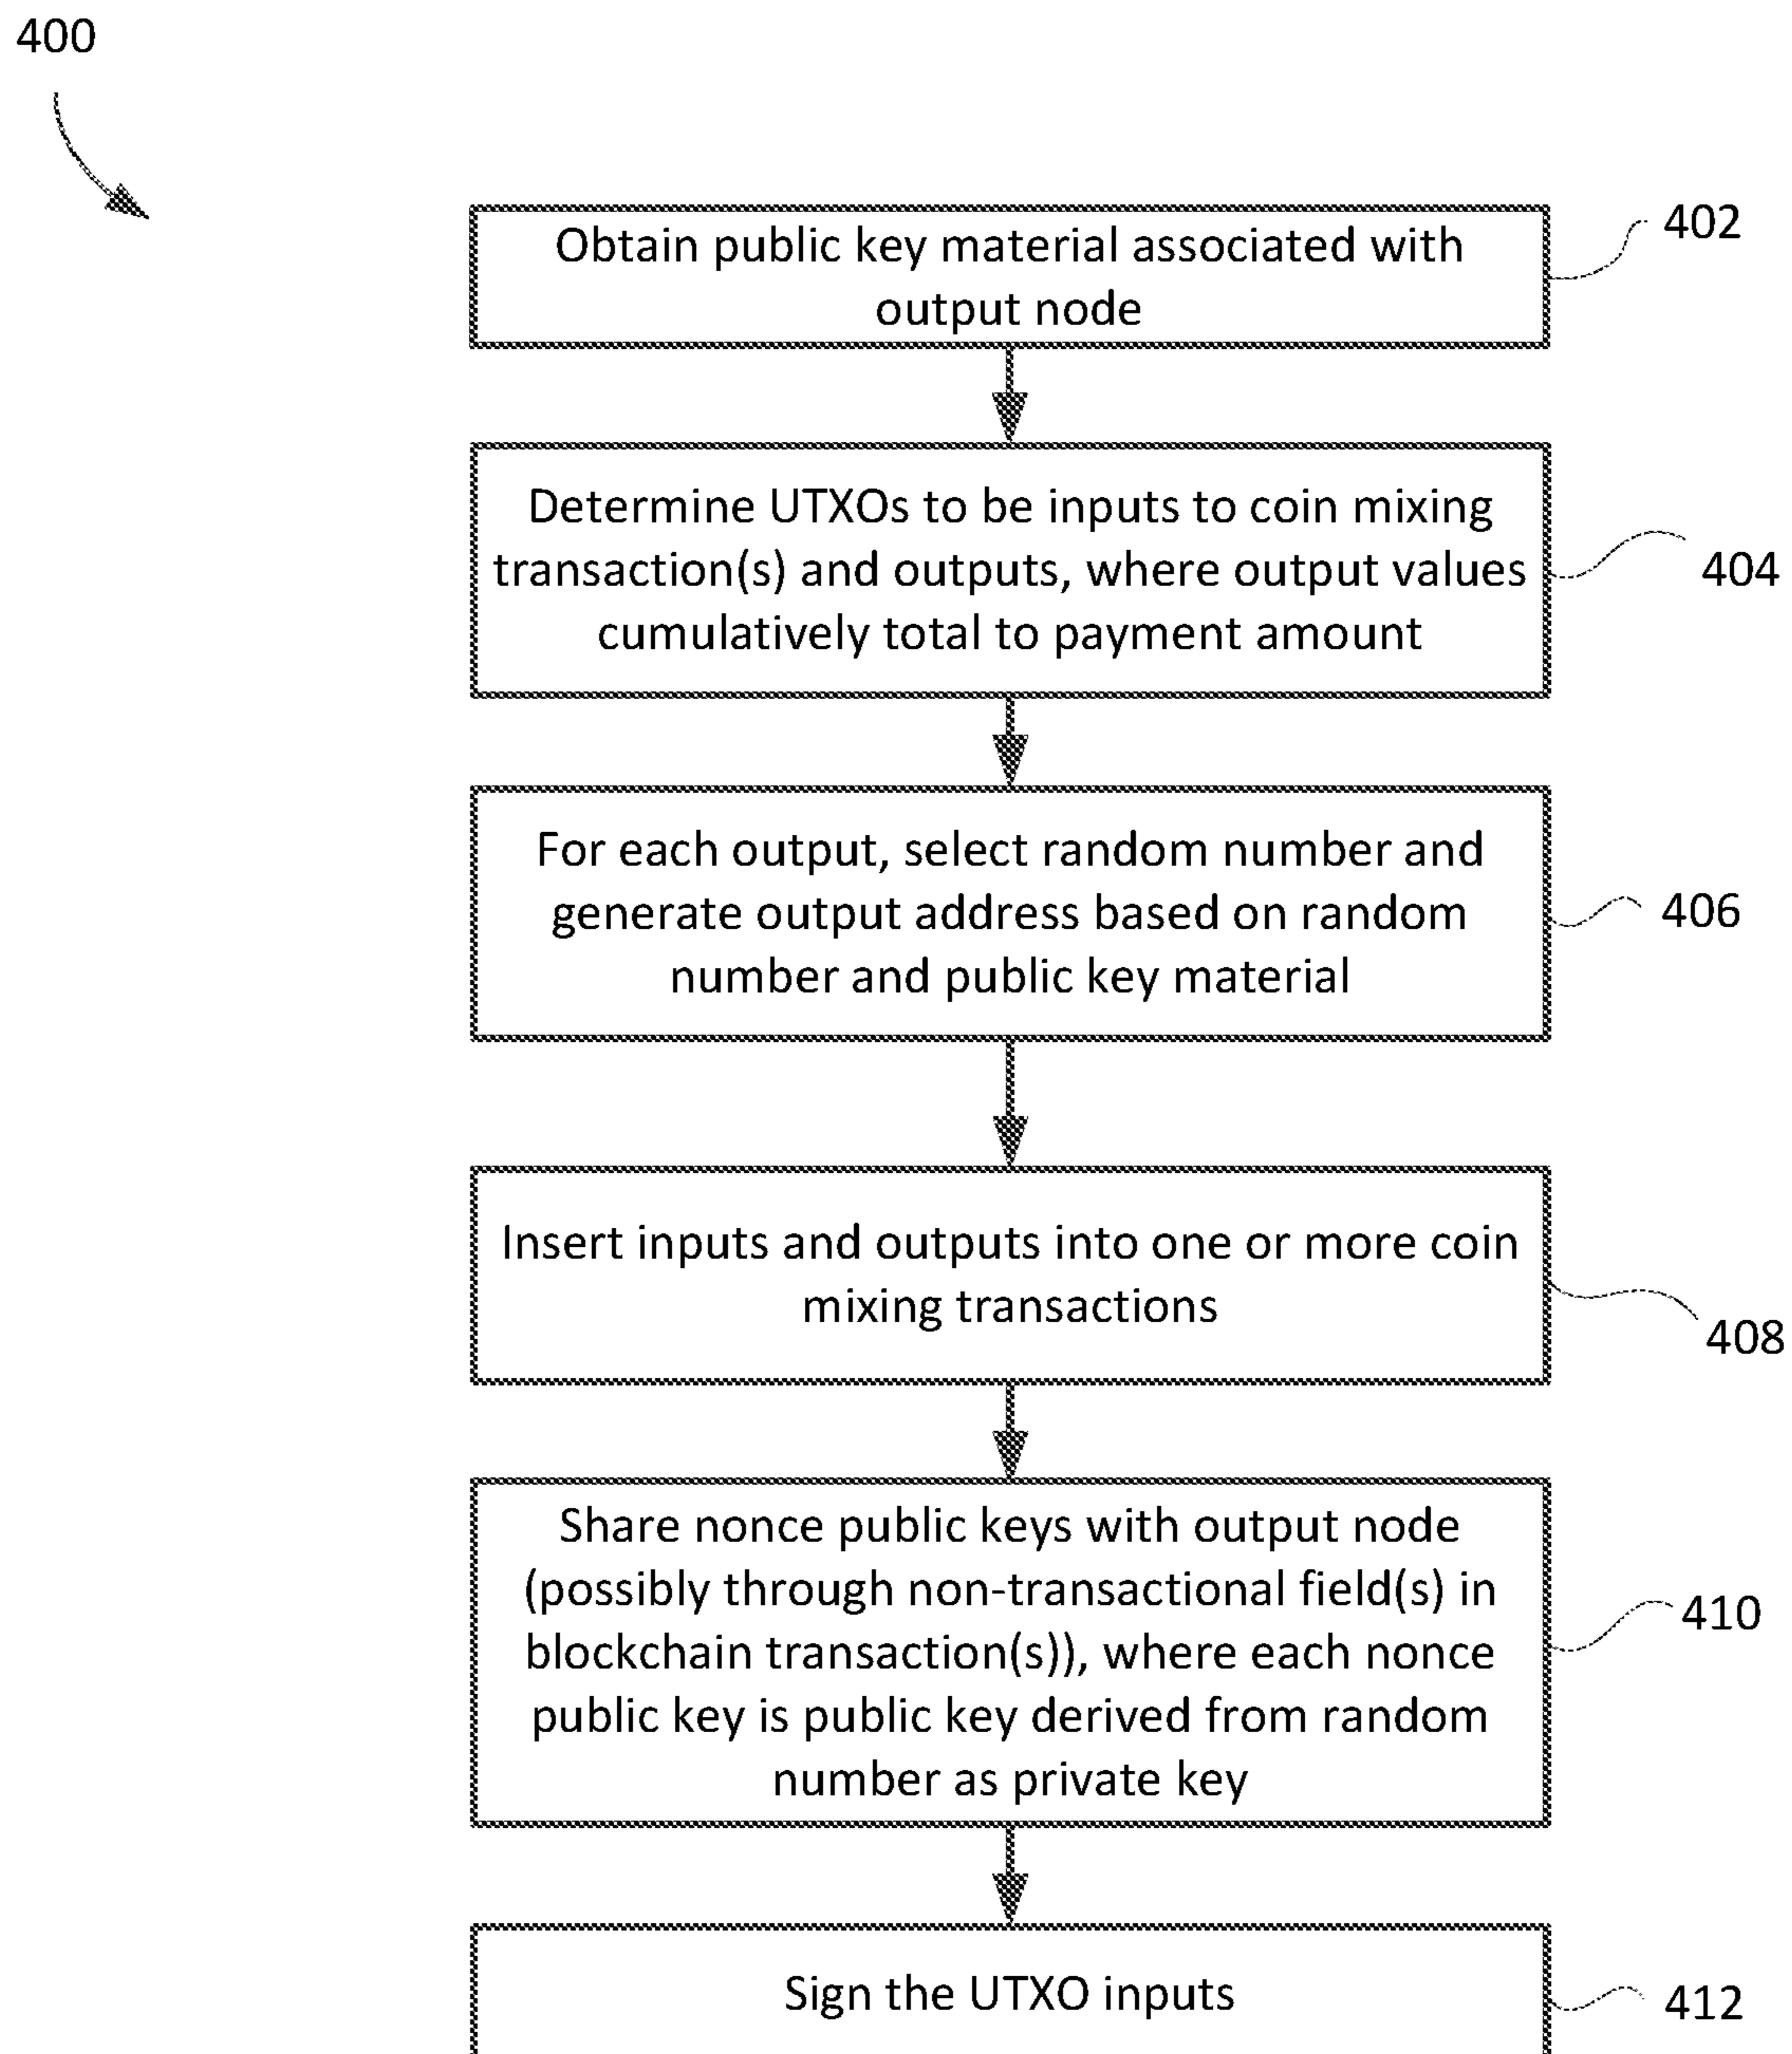 400
Obtain public key material associated with
output node
402
Determine UTXOs to be inputs to coin mixing
transaction(s) and outputs, where output values
cumulatively total to payment amount
404
For each output, select random number and
generate output address based on random
number and public key material
406
Insert inputs and outputs into one or more coin
mixing transactions
408
Share nonce public keys with output node
(possibly through non-transactional field(s) in
blockchain transaction(s)), where each nonce
public key is public key derived from random
number as private key
410
Sign the UTXO inputs
412